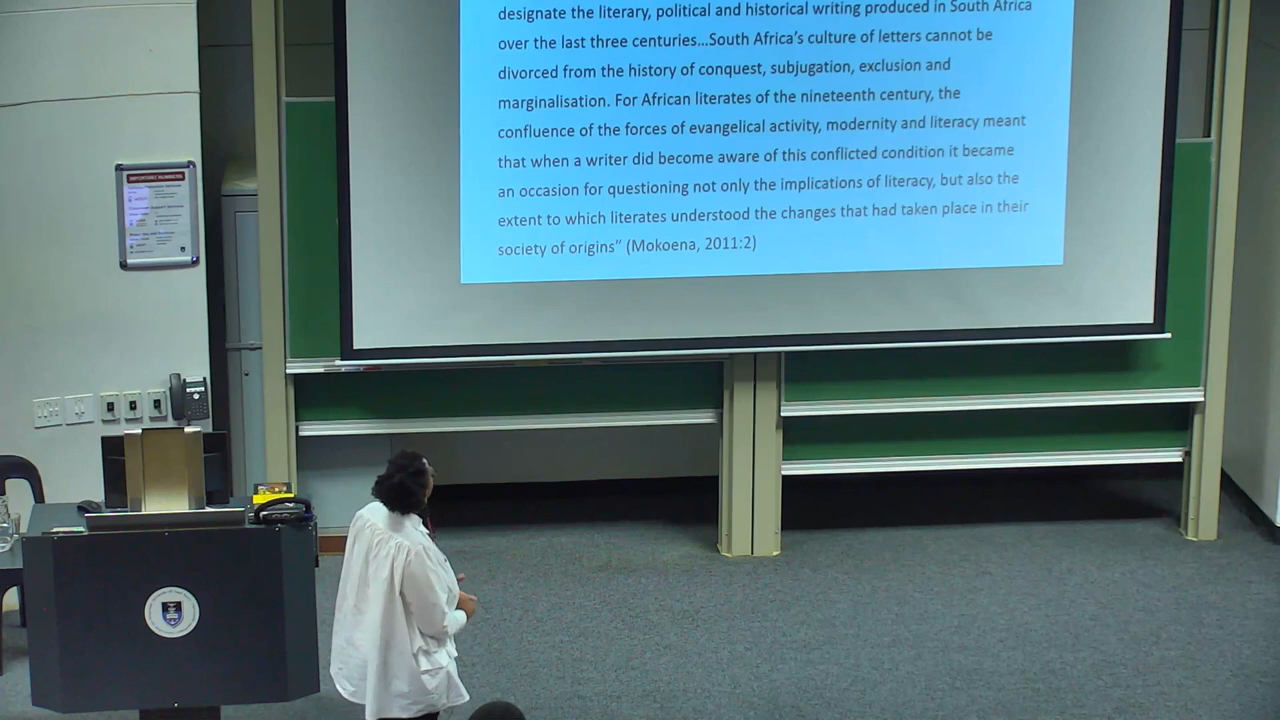 designate the literary, political and historical writing produced in South Africa
over the last three centuries...South Africa's culture of letters cannot be
divorced from the history of conquest, subjugation, exclusion and
marginalisation. For African literates of the nineteenth century, the
confluence of the forces of evangelical activity, modernity and literacy meant
that when a writer did become aware of this conflicted condition it became
an occasion for questioning not only the implications of literacy, but also the
extent to which literates understood the changes that had taken place in their
society of origins” (Mokoena, 2011:2)
IMPORTANT NUMBERS